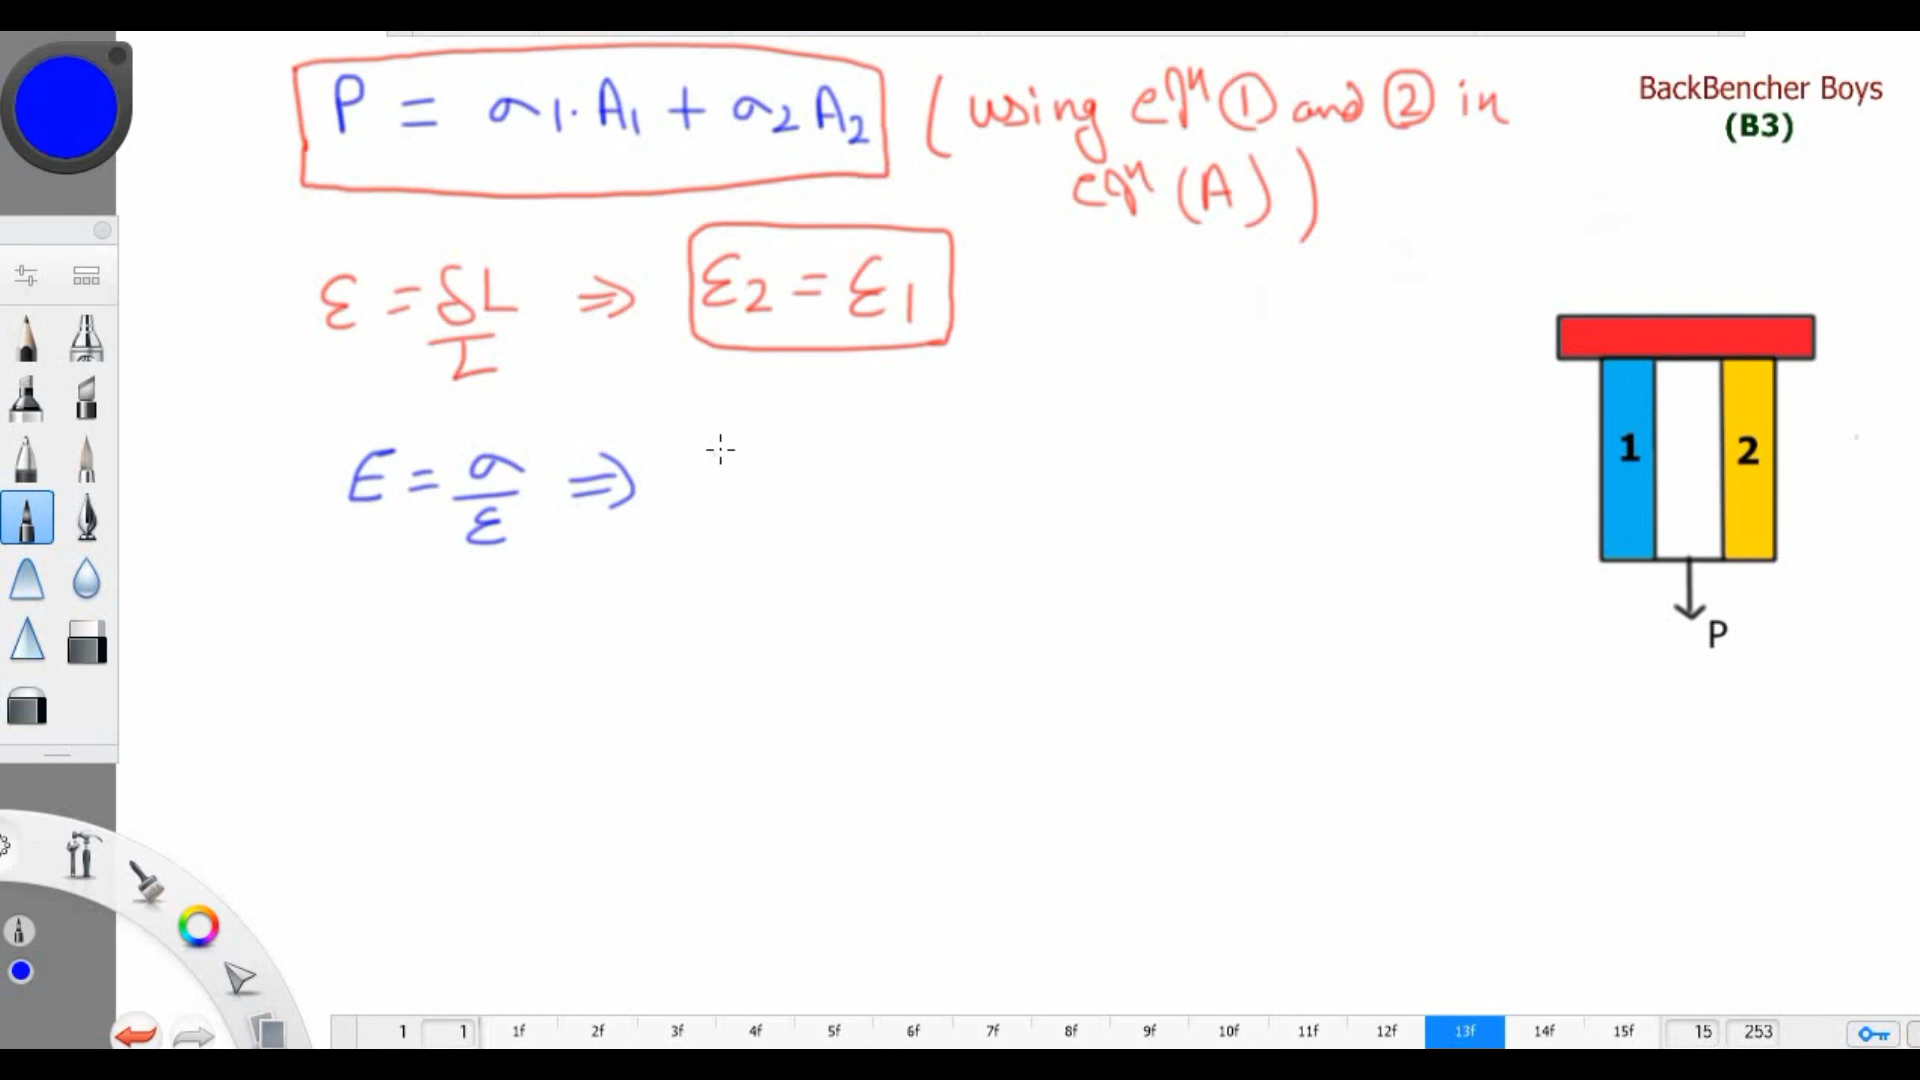 P = σ1.A1 + σ2A2 (using eqn ① and ② in
eqn (A))
BackBencher Boys
(B3)
ε = δL/L ⇒ ε2 = ε1
E = σ/ε ⇒
1 2
P
1 1 1f 2f 3f 4f 5f 6f 7f 8f 9f 10f 11f 12f 13f 14f 15f 15 253